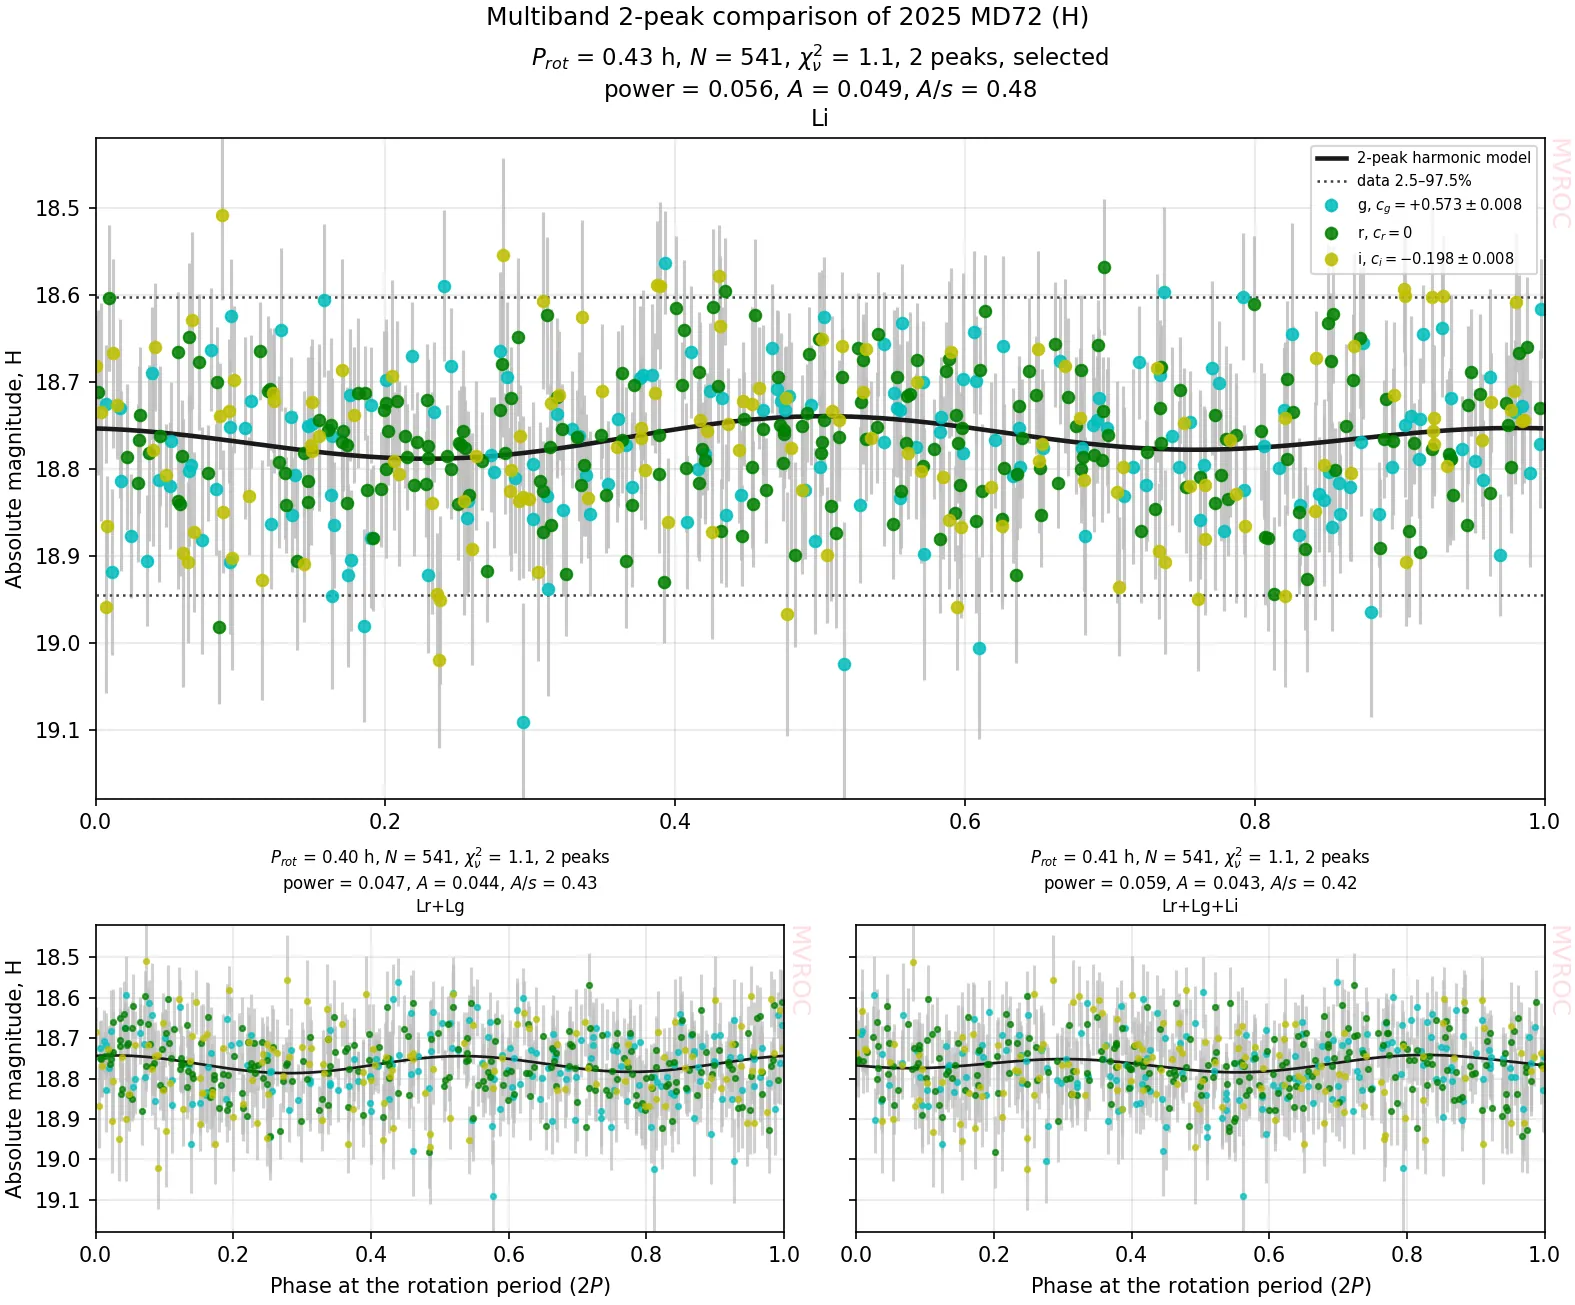 Multiband 2-peak comparison of 2025 MD72 (H)
P_rot = 0.43 h, N = 541, χ²_ν = 1.1, 2 peaks, selected
power = 0.056, A = 0.049, A/s = 0.48
Li
2-peak harmonic model
data 2.5–97.5%
g, c_g = +0.573 ± 0.008
r, c_r = 0
i, c_i = −0.198 ± 0.008
MVROC
Absolute magnitude, H
18.5
18.6
18.7
18.8
18.9
19.0
19.1
0.0 0.2 0.4 0.6 0.8 1.0
P_rot = 0.40 h, N = 541, χ²_ν = 1.1, 2 peaks
power = 0.047, A = 0.044, A/s = 0.43
Lr+Lg
MVROC
Absolute magnitude, H
18.5
18.6
18.7
18.8
18.9
19.0
19.1
0.0 0.2 0.4 0.6 0.8 1.0
Phase at the rotation period (2P)
P_rot = 0.41 h, N = 541, χ²_ν = 1.1, 2 peaks
power = 0.059, A = 0.043, A/s = 0.42
Lr+Lg+Li
MVROC
0.0 0.2 0.4 0.6 0.8 1.0
Phase at the rotation period (2P)